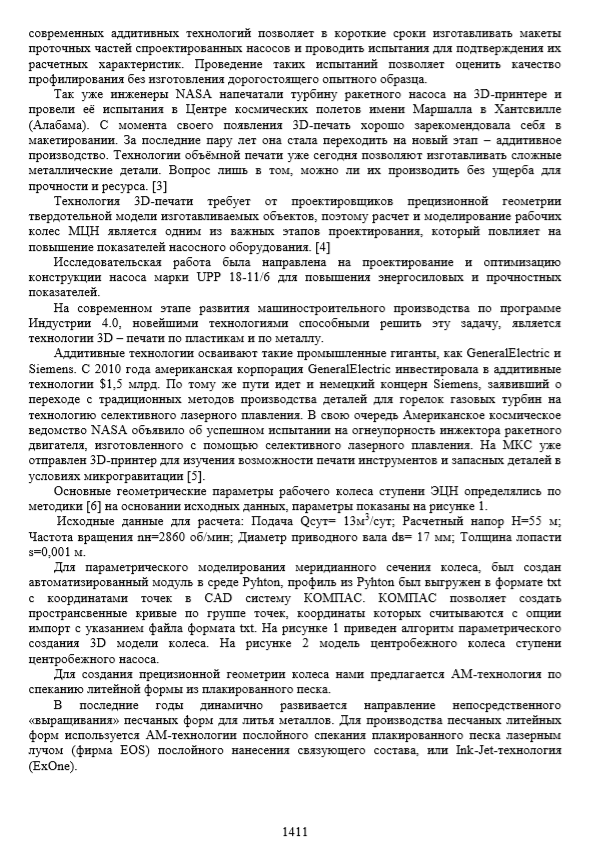 современных аддитивных технологий позволяет в короткие сроки изготавливать макеты
проточных частей спроектированных насосов и проводить испытания для подтверждения их
расчетных характеристик. Проведение таких испытаний позволяет оценить качество
профилирования без изготовления дорогостоящего опытного образца.
Так уже инженеры NASA напечатали турбину ракетного насоса на 3D-принтере и
провели её испытания в Центре космических полетов имени Маршалла в Хантсвилле
(Алабама). С момента своего появления 3D-печать хорошо зарекомендовала себя в
макетировании. За последние пару лет она стала переходить на новый этап – аддитивное
производство. Технологии объёмной печати уже сегодня позволяют изготавливать сложные
металлические детали. Вопрос лишь в том, можно ли их производить без ущерба для
прочности и ресурса. [3]
Технология 3D-печати требует от проектировщиков прецизионной геометрии
твердотельной модели изготавливаемых объектов, поэтому расчет и моделирование рабочих
колес МЦН является одним из важных этапов проектирования, который повлияет на
повышение показателей насосного оборудования. [4]
Исследовательская работа была направлена на проектирование и оптимизацию
конструкции насоса марки UPP 18-11/6 для повышения энергосиловых и прочностных
показателей.
На современном этапе развития машиностроительного производства по программе
Индустрии 4.0, новейшими технологиями способными решить эту задачу, является
технологии 3D – печати по пластикам и по металлу.
Аддитивные технологии осваивают такие промышленные гиганты, как GeneralElectric и
Siemens. С 2010 года американская корпорация GeneralElectric инвестировала в аддитивные
технологии $1,5 млрд. По тому же пути идет и немецкий концерн Siemens, заявивший о
переходе с традиционных методов производства деталей для горелок газовых турбин на
технологию селективного лазерного плавления. В свою очередь Американское космическое
ведомство NASA объявило об успешном испытании на огнеупорность инжектора ракетного
двигателя, изготовленного с помощью селективного лазерного плавления. На МКС уже
отправлен 3D-принтер для изучения возможности печати инструментов и запасных деталей в
условиях микрогравитации [5].
Основные геометрические параметры рабочего колеса ступени ЭЦН определялись по
методики [6] на основании исходных данных, параметры показаны на рисунке 1.
Исходные данные для расчета: Подача Qсут= 13м³/сут; Расчетный напор H=55 м;
Частота вращения nн=2860 об/мин; Диаметр приводного вала dв= 17 мм; Толщина лопасти
s=0,001 м.
Для параметрического моделирования меридианного сечения колеса, был создан
автоматизированный модуль в среде Pyhton, профиль из Pyhton был выгружен в формате txt
с координатами точек в CAD систему КОМПАС. КОМПАС позволяет создать
пространсвенные кривые по группе точек, координаты которых считываются с опции
импорт с указанием файла формата txt. На рисунке 1 приведен алгоритм параметрического
создания 3D модели колеса. На рисунке 2 модель центробежного колеса ступени
центробежного насоса.
Для создания прецизионной геометрии колеса нами предлагается АМ-технология по
спеканию литейной формы из плакированного песка.
В последние годы динамично развивается направление непосредственного
«выращивания» песчаных форм для литья металлов. Для производства песчаных литейных
форм используется АМ-технологии послойного спекания плакированного песка лазерным
лучом (фирма EOS) послойного нанесения связующего состава, или Ink-Jet-технология
(ExOne).
1411